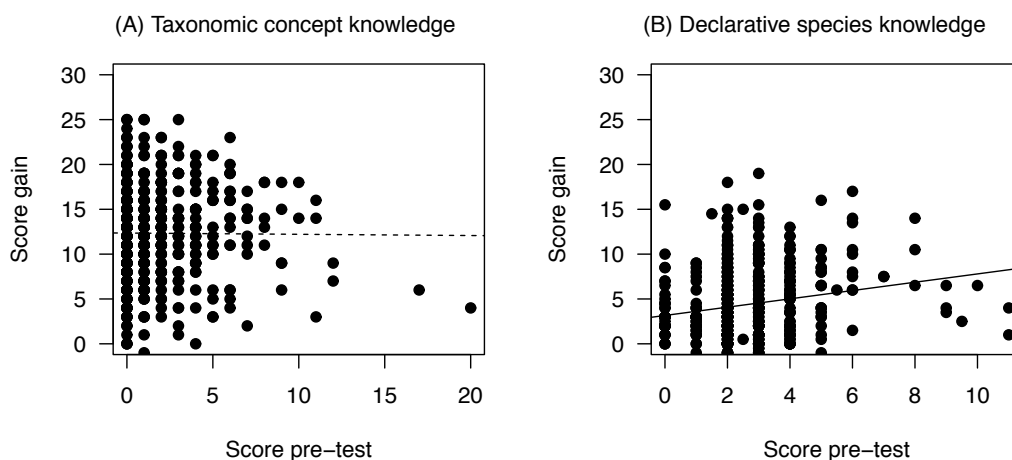 (A) Taxonomic concept knowledge
30
25
20
15
10
5
0
Score gain
0 5 10 15 20
Score pre−test
(B) Declarative species knowledge
30
25
20
15
10
5
0
Score gain
0 2 4 6 8 10
Score pre−test